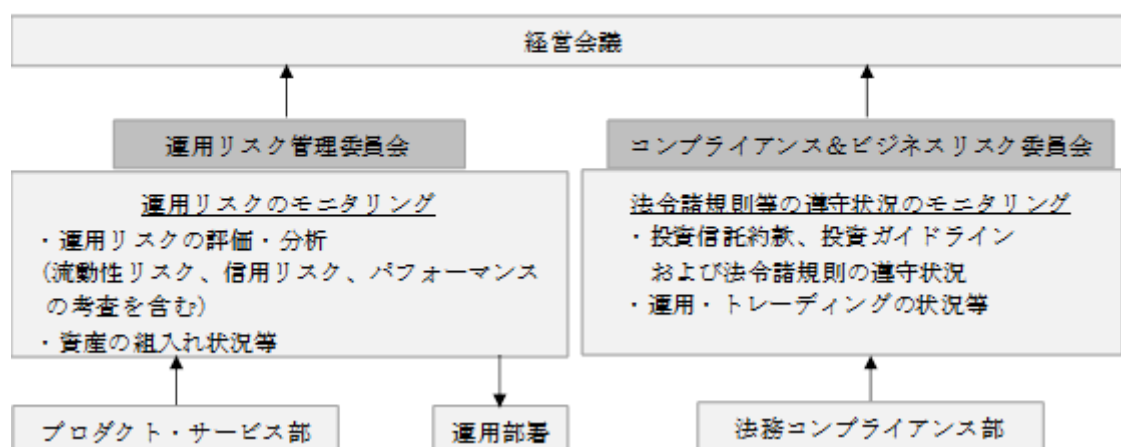 経営会議
運用リスク管理委員会
運用リスクのモニタリング
・運用リスクの評価・分析
(流動性リスク、信用リスク、パフォーマンス
の考査を含む)
・資産の組入れ状況等
プロダクト・サービス部
運用部署
コンプライアンス&ビジネスリスク委員会
法令諸規則等の遵守状況のモニタリング
・投資信託約款、投資ガイドライン
および法令諸規則の遵守状況
・運用・トレーディングの状況等
法務コンプライアンス部